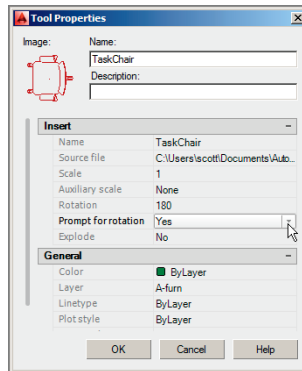 Tool Properties
Image: Name:
TaskChair
Description:
Insert
Name TaskChair
Source file C:\Users\scott\Documents\Auto...
Scale 1
Auxiliary scale None
Rotation 180
Prompt for rotation Yes
Explode No
General
Color ByLayer
Layer A-furn
Linetype ByLayer
Plot style ByLayer
OK Cancel Help